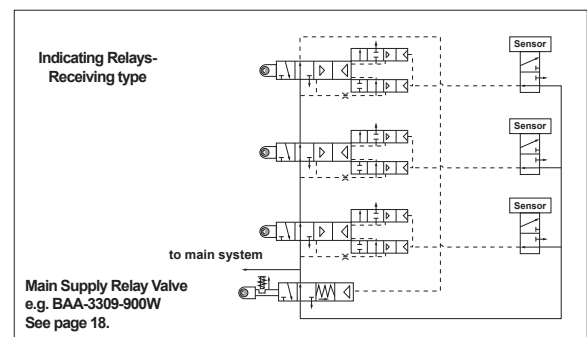 Indicating Relays-
Receiving type
Sensor
Sensor
Sensor
to main system
Main Supply Relay Valve
e.g. BAA-3309-900W
See page 18.